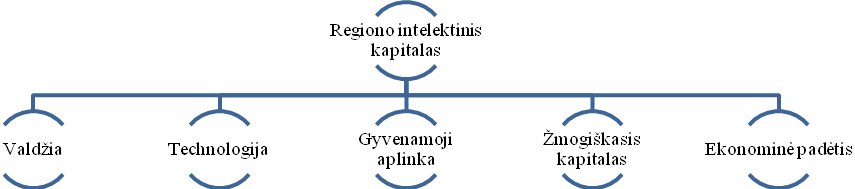 Regiono intelektinis
kapitalas
Valdžia
Technologija
Gyvenamoji
aplinka
Žmogiškasis
kapitalas
Ekonominė padėtis